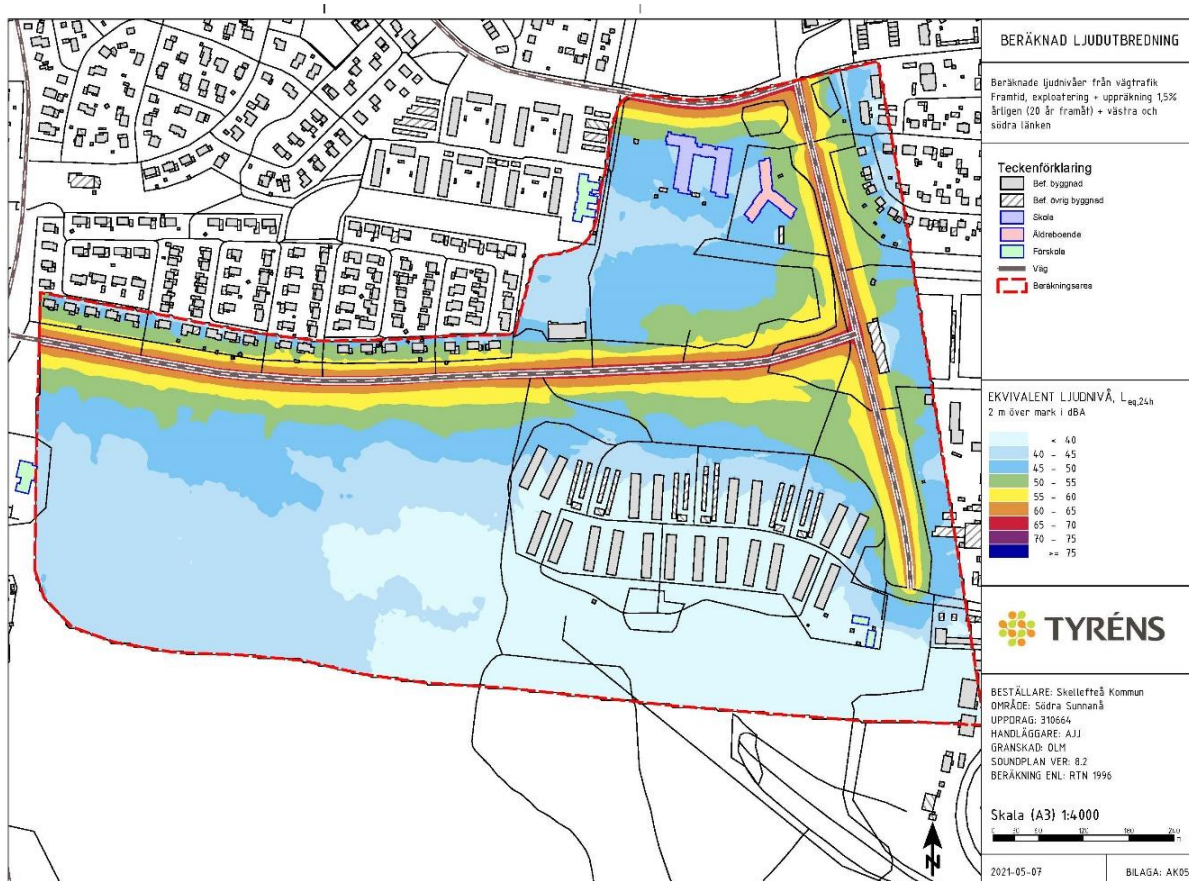 BERÄKNAD LJUDUTBREDNING
Beräknade ljudnivåer från vägtrafik
Framtid, exploatering + uppräkning 1,5%
årligen (20 år framåt) + västra och
södra länken
Teckenförklaring
Bef. byggnad
Bef. övrig byggnad
Skola
Äldreboende
Förskola
Väg
Beräkningsarea
EKVIVALENT LJUDNIVÅ, Leq,24h
2 m över mark i dBA
< 40
40 - 45
45 - 50
50 - 55
55 - 60
60 - 65
65 - 70
70 - 75
>= 75
TYRÉNS
BESTÄLLARE: Skellefteå Kommun
OMRÅDE: Södra Sunnanå
UPPDRAG: 310664
HANDLÄGGARE: AJJ
GRANSKAD: OLM
SOUNDPLAN VER: 8.2
BERÄKNING ENL: RTN 1996
Skala (A3) 1:4000
0 30 60 120 180 240
m
N
2021-05-07
BILAGA: AK05